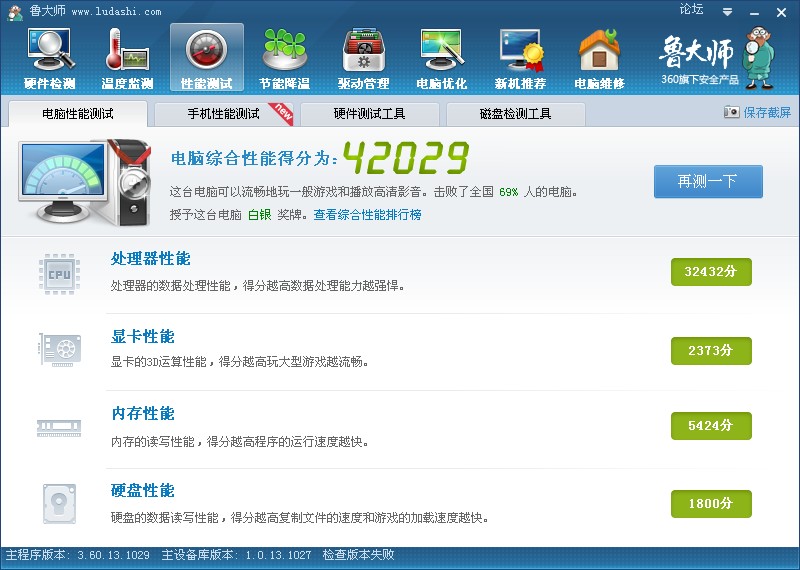 鲁大师 www.ludashi.com
论坛
硬件检测 温度监测 性能测试 节能降温 驱动管理 电脑优化 新机推荐 电脑维修
鲁大师
360旗下安全产品
电脑性能测试 手机性能测试 new 硬件测试工具 磁盘检测工具 保存截屏
电脑综合性能得分为:42029
这台电脑可以流畅地玩一般游戏和播放高清影音。击败了全国 69% 人的电脑。
再测一下
授予这台电脑 白银 奖牌。查看综合性能排行榜
CPU
处理器性能
32432分
处理器的数据处理性能，得分越高数据处理能力越强悍。
显卡性能
2373分
显卡的3D运算性能，得分越高玩大型游戏越流畅。
内存性能
5424分
内存的读写性能，得分越高程序的运行速度越快。
硬盘性能
1800分
硬盘的数据读写性能，得分越高复制文件的速度和游戏的加载速度越快。
主程序版本: 3.60.13.1029 主设备库版本: 1.0.13.1027 检查版本失败